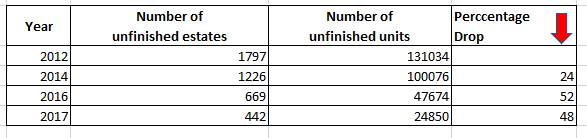 Year Number of unfinished estates Number of unfinished units Perccentage Drop
2012 1797 131034
2014 1226 100076 24
2016 669 47674 52
2017 442 24850 48